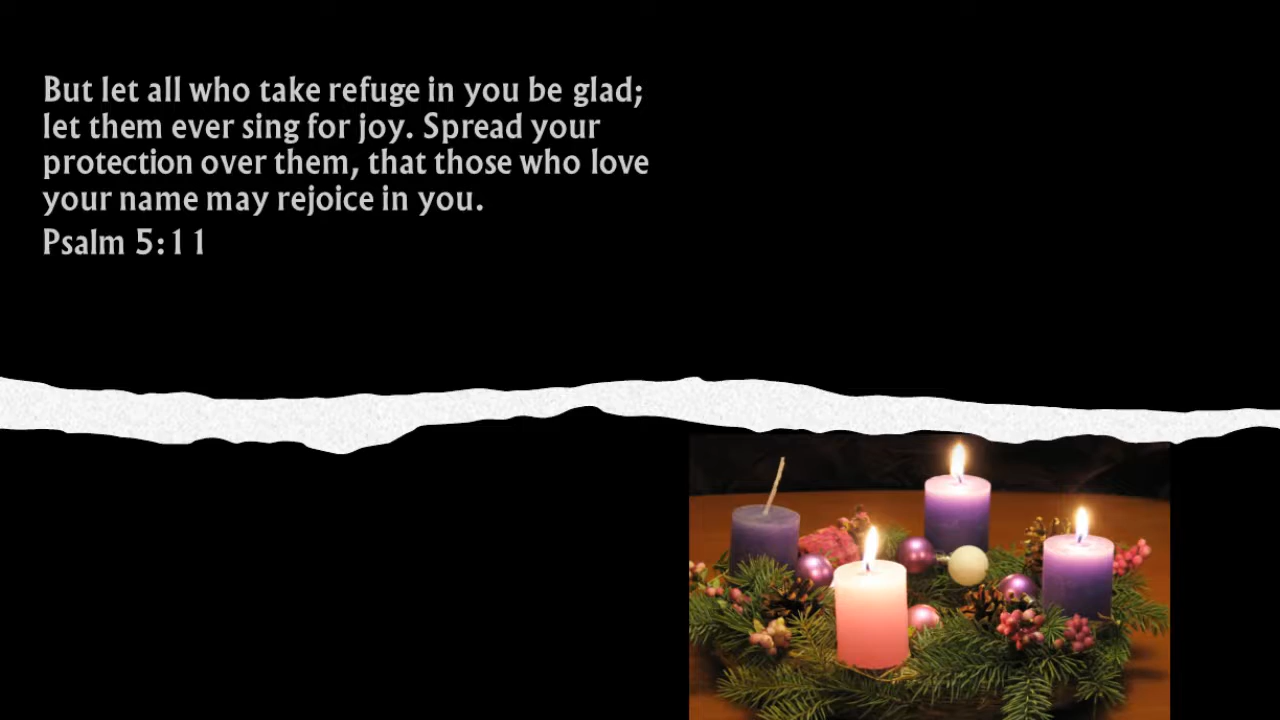 But let all who take refuge in you be glad;
let them ever sing for joy. Spread your
protection over them, that those who love
your name may rejoice in you.
Psalm 5:11